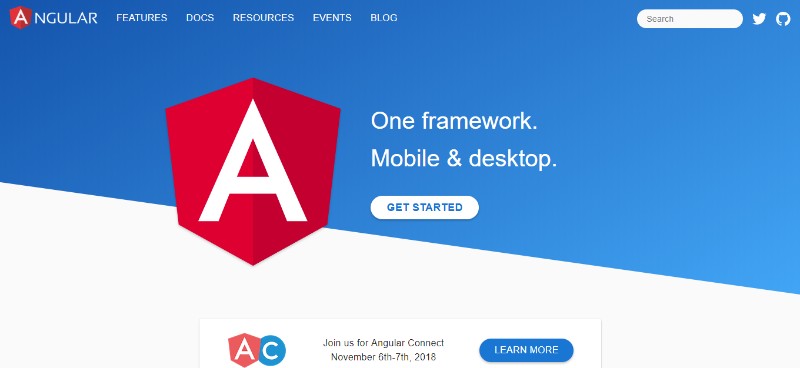 ANGULAR FEATURES DOCS RESOURCES EVENTS BLOG Search
A
One framework.
Mobile & desktop.
GET STARTED
AC
Join us for Angular Connect
November 6th-7th, 2018
LEARN MORE